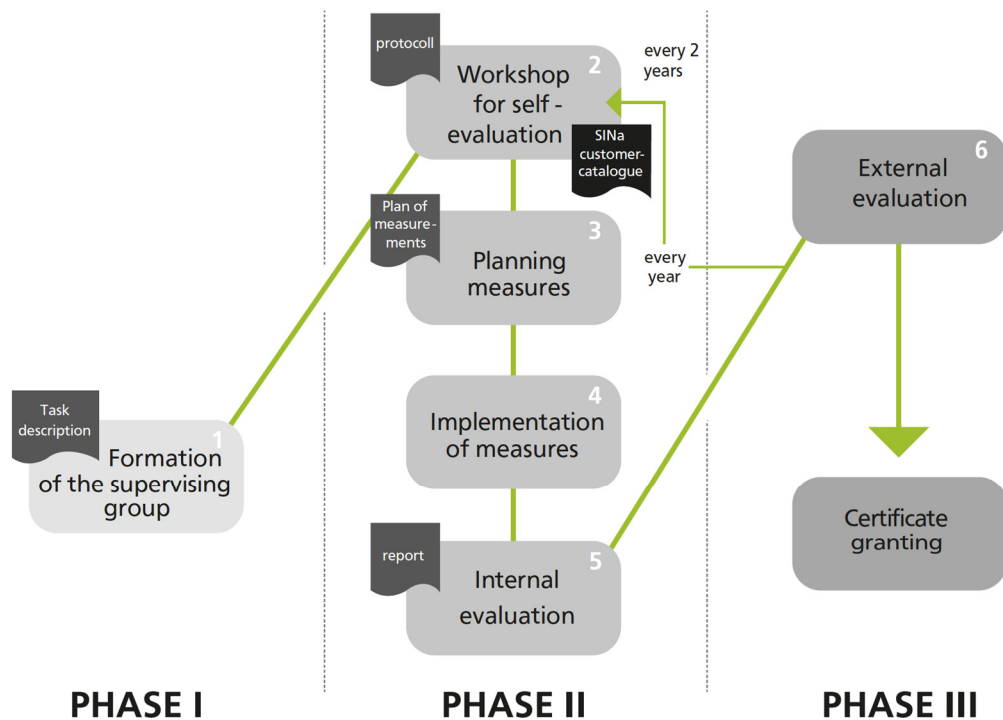 protocoll
2
Workshop
for self -
evaluation
SINa
customer-
catalogue
every 2
years
every
year
Plan of
measure-
ments
3
Planning
measures
4
Implementation
of measures
report
5
Internal
evaluation
Task
description
1
Formation
of the supervising
group
6
External
evaluation
Certificate
granting
PHASE I
PHASE II
PHASE III